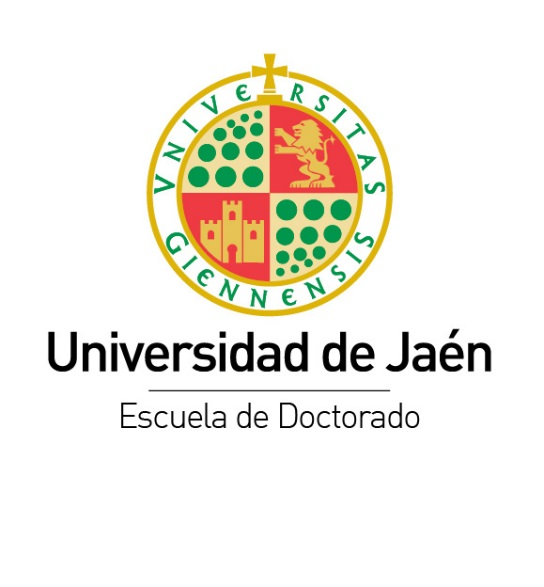 VNIVERSITAS
GIENNENSIS
Universidad de Jaén
Escuela de Doctorado